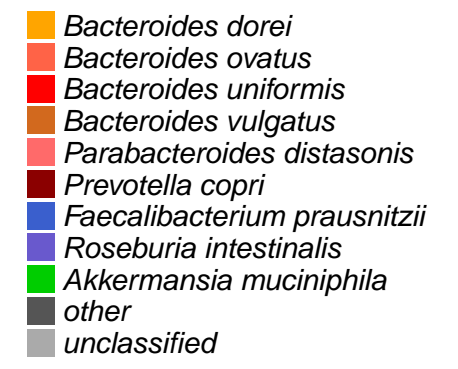 Bacteroides dorei
Bacteroides ovatus
Bacteroides uniformis
Bacteroides vulgatus
Parabacteroides distasonis
Prevotella copri
Faecalibacterium prausnitzii
Roseburia intestinalis
Akkermansia muciniphila
other
unclassified